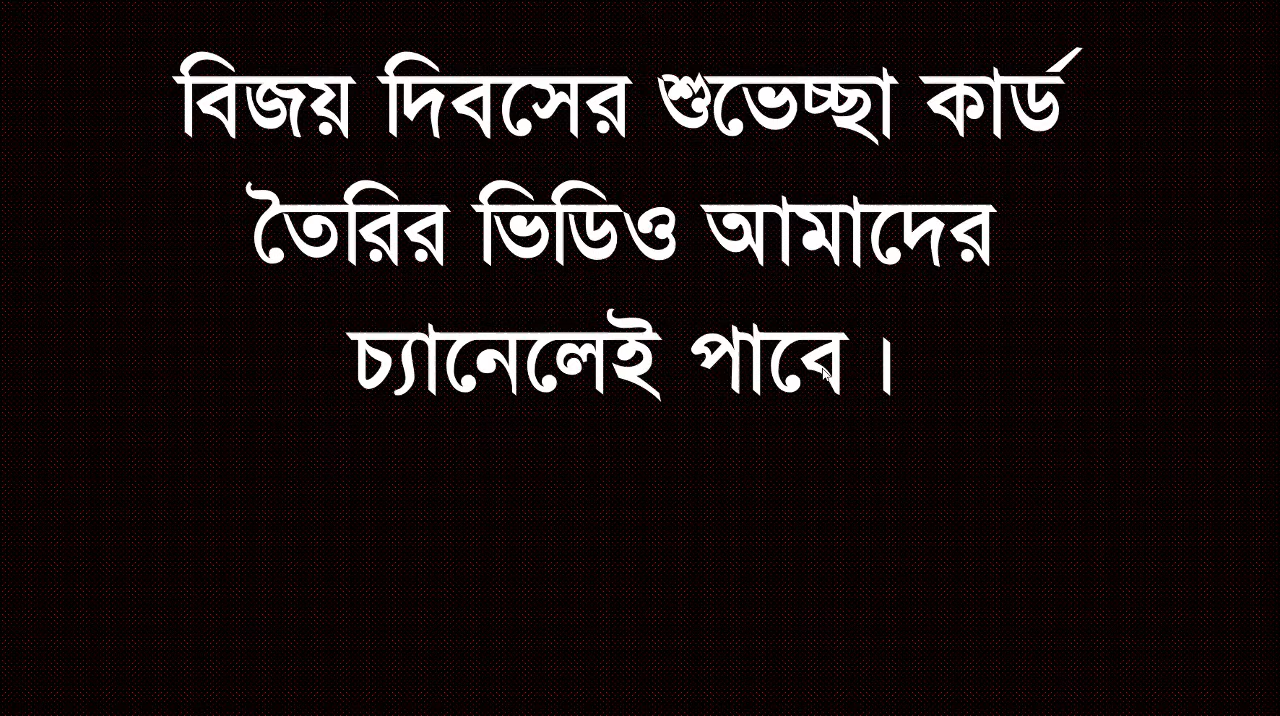 বিজয় দিবসের শুভেচ্ছা কার্ড
তৈরির ভিডিও আমাদের
চ্যানেলেই পাবে।